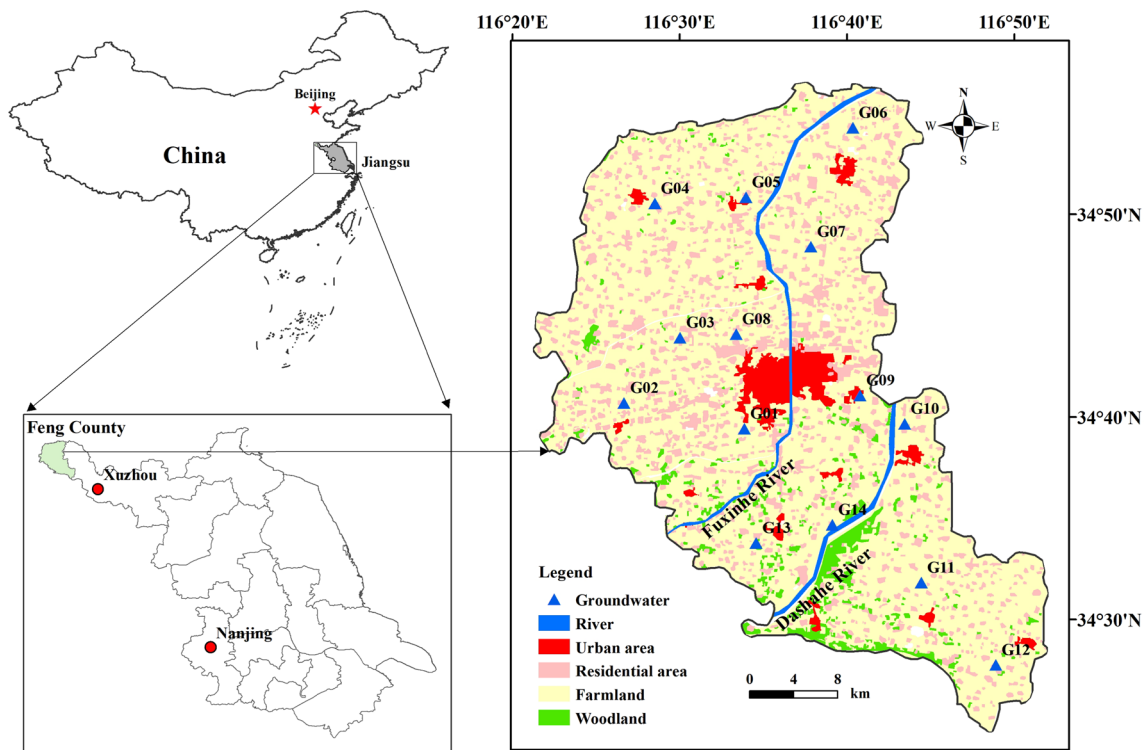 116°20'E 116°30'E 116°40'E 116°50'E
Beijing
China
Jiangsu
N
W E
S
G06
G04
G05
34°50'N
G07
G03
G08
G02
G09
G01
G10
34°40'N
Feng County
Xuzhou
Nanjing
Fuxinhe River
G14
G13
Dashahe River
G11
34°30'N
G12
Legend
Groundwater
River
Urban area
Residential area
Farmland
Woodland
0 4 8
km